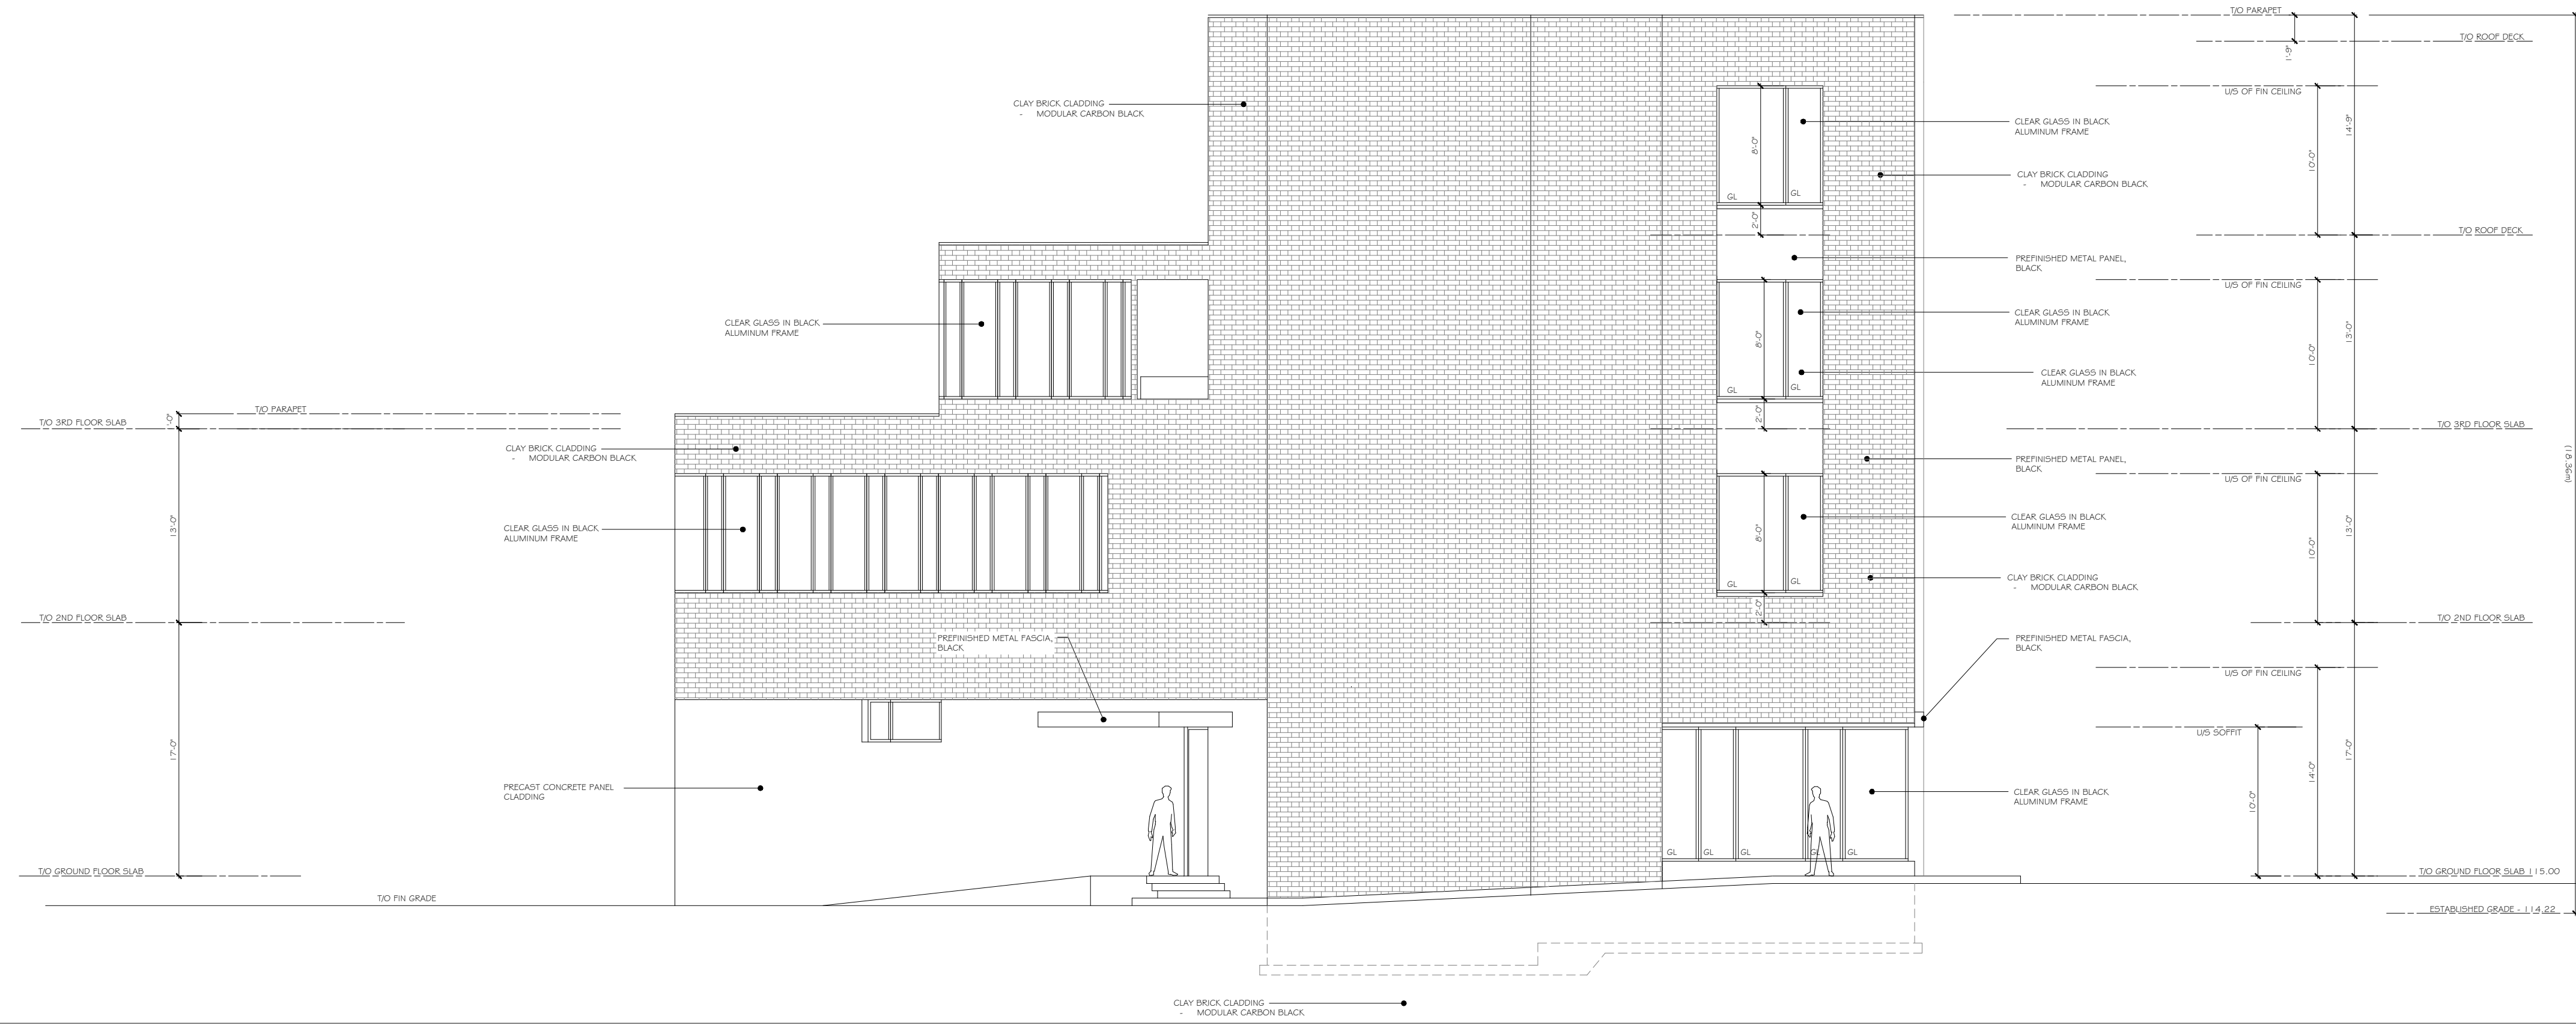 T/O PARAPET
T/O ROOF DECK
1'-9"
U/S OF FIN CEILING
CLAY BRICK CLADDING
- MODULAR CARBON BLACK
CLEAR GLASS IN BLACK
ALUMINUM FRAME
14'-9"
8'-0"
10'-0"
CLAY BRICK CLADDING
- MODULAR CARBON BLACK
GL
GL
2'-0"
T/O ROOF DECK
PREFINISHED METAL PANEL,
BLACK
U/S OF FIN CEILING
CLEAR GLASS IN BLACK
ALUMINUM FRAME
CLEAR GLASS IN BLACK
ALUMINUM FRAME
8'-0"
10'-0"
13'-0"
CLEAR GLASS IN BLACK
ALUMINUM FRAME
GL
GL
2'-0"
T/O PARAPET
T/O 3RD FLOOR SLAB
T/O 3RD FLOOR SLAB
CLAY BRICK CLADDING
- MODULAR CARBON BLACK
PREFINISHED METAL PANEL,
BLACK
U/S OF FIN CEILING
(18.36m)
CLEAR GLASS IN BLACK
ALUMINUM FRAME
13'-0"
CLEAR GLASS IN BLACK
ALUMINUM FRAME
8'-0"
10'-0"
13'-0"
GL
GL
CLAY BRICK CLADDING
- MODULAR CARBON BLACK
2'-0"
T/O 2ND FLOOR SLAB
T/O 2ND FLOOR SLAB
PREFINISHED METAL FASCIA,
BLACK
PREFINISHED METAL FASCIA,
BLACK
U/S OF FIN CEILING
U/S SOFFIT
17'-0"
17'-0"
14'-0"
10'-0"
PRECAST CONCRETE PANEL
CLADDING
CLEAR GLASS IN BLACK
ALUMINUM FRAME
GL
GL
GL
GL
GL
T/O GROUND FLOOR SLAB
T/O GROUND FLOOR SLAB 115.00
T/O FIN GRADE
ESTABLISHED GRADE - 114.22
CLAY BRICK CLADDING
- MODULAR CARBON BLACK